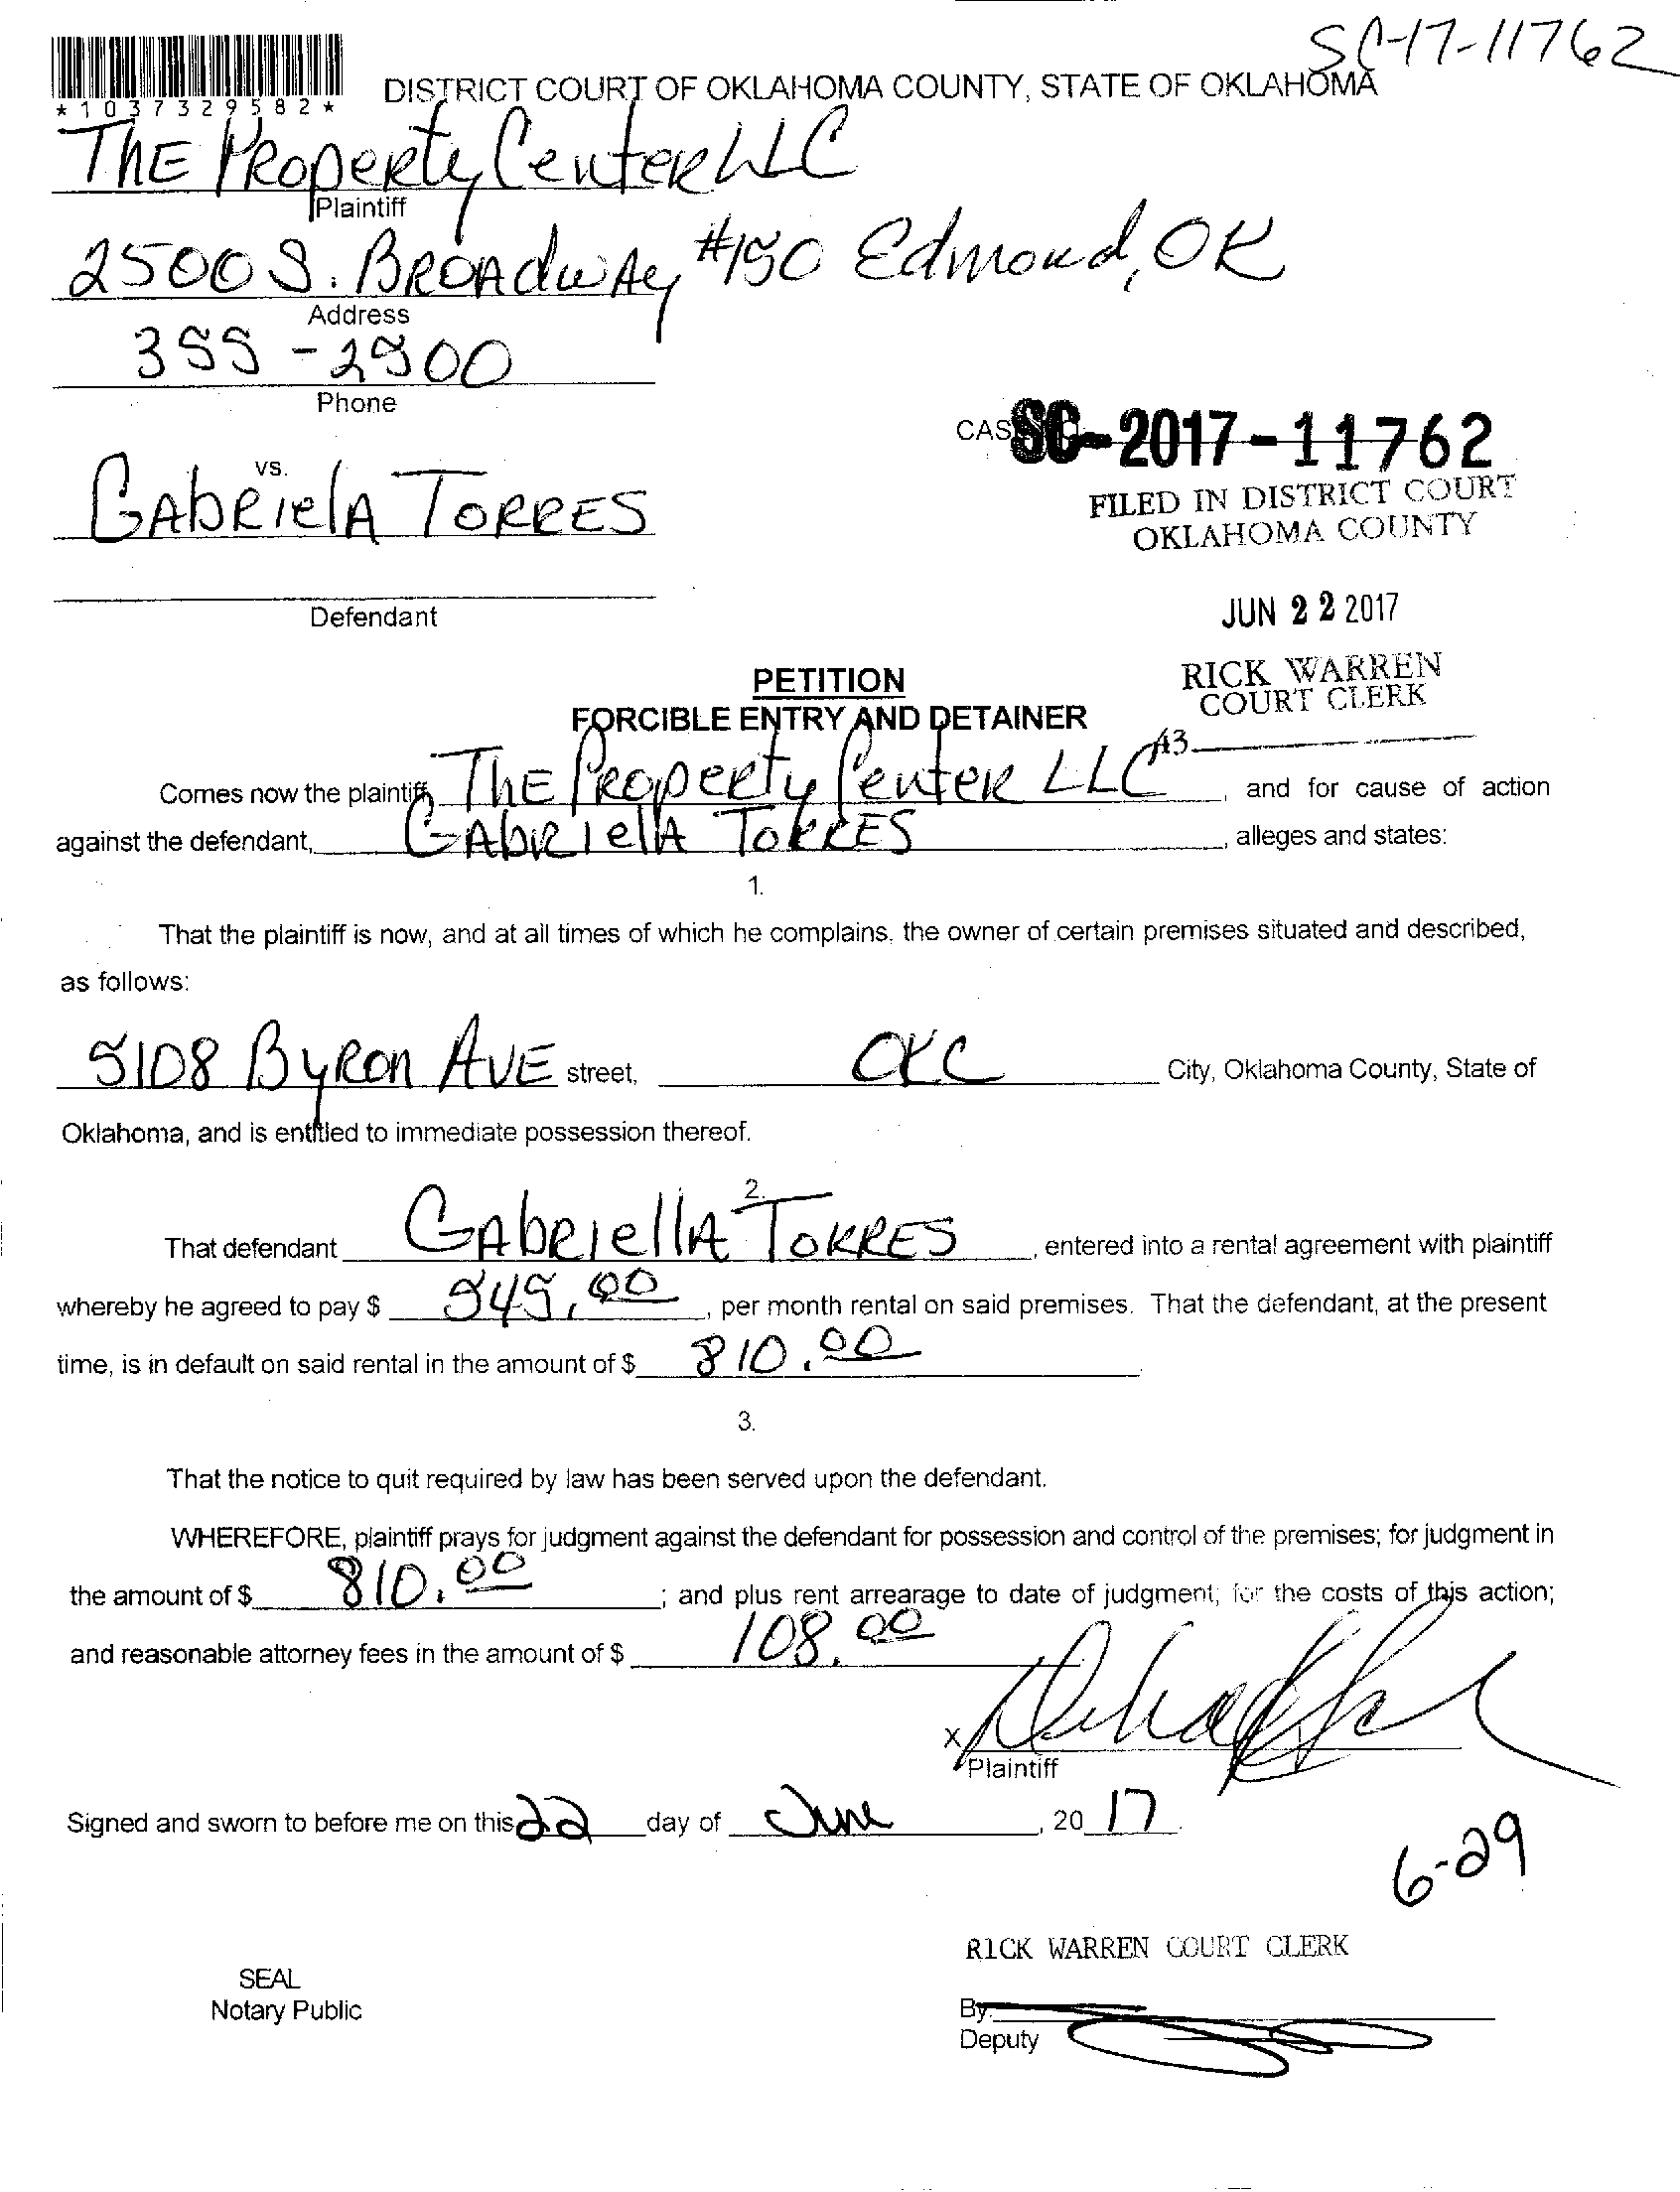 SC-17-11762
*1037329582*
DISTRICT COURT OF OKLAHOMA COUNTY, STATE OF OKLAHOMA
THE PROPERTY CENTER LLC
Plaintiff
2500 S. BROADWAY #150 Edmond, OK
Address
355-2500
Phone
CAS SC-2017-11762
vs.
GABRIELA TORRES
FILED IN DISTRICT COURT
OKLAHOMA COUNTY
Defendant
JUN 22 2017
PETITION
RICK WARREN
COURT CLERK
FORCIBLE ENTRY AND DETAINER
43
Comes now the plaintiff, THE PROPERTY CENTER LLC, and for cause of action
against the defendant, GABRIELLA TORRES, alleges and states:
1.
That the plaintiff is now, and at all times of which he complains, the owner of certain premises situated and described,
as follows:
5108 BYRON AVE street, OKC City, Oklahoma County, State of
Oklahoma, and is entitled to immediate possession thereof.
2.
That defendant GABRIELLA TORRES, entered into a rental agreement with plaintiff
whereby he agreed to pay $ 545.00, per month rental on said premises. That the defendant, at the present
time, is in default on said rental in the amount of $ 810.00
3.
That the notice to quit required by law has been served upon the defendant.
WHEREFORE, plaintiff prays for judgment against the defendant for possession and control of the premises; for judgment in
the amount of $ 810.00; and plus rent arrearage to date of judgment; for the costs of this action;
and reasonable attorney fees in the amount of $ 108.00
x
Plaintiff
Signed and sworn to before me on this 22 day of June, 2017.
6-29
RICK WARREN COURT CLERK
SEAL
Notary Public
By:
Deputy